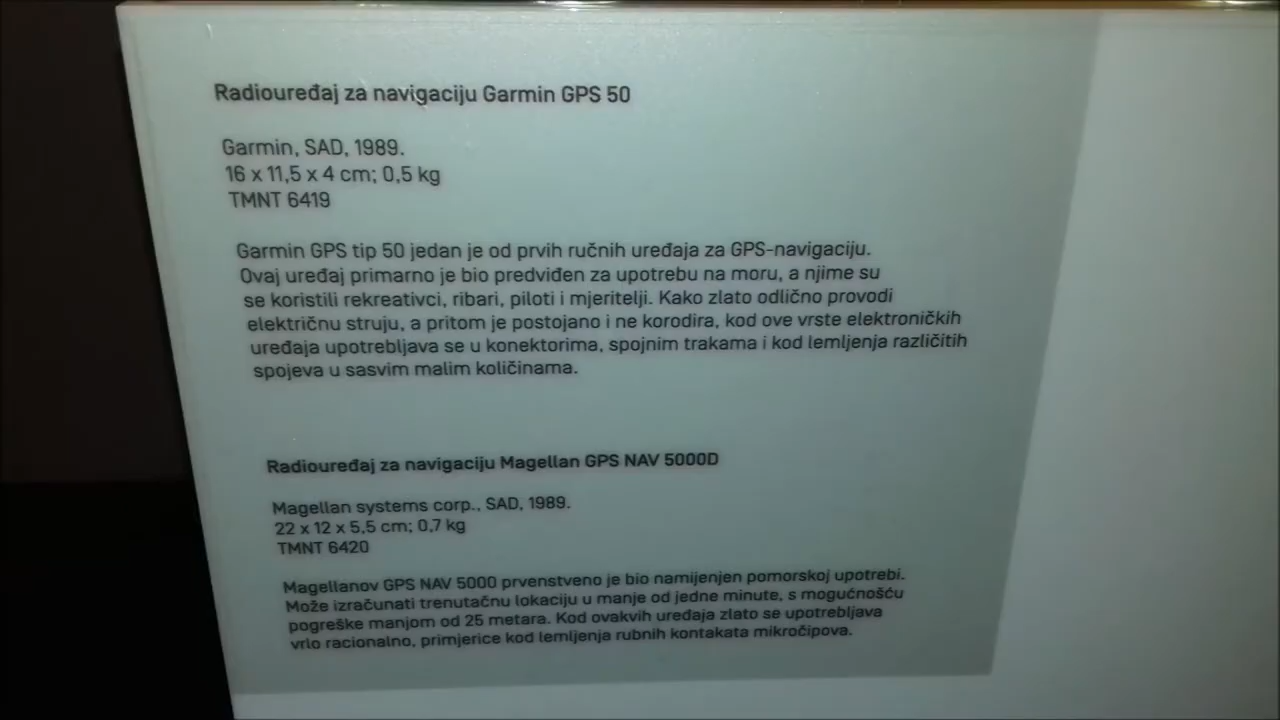 Radiouređaj za navigaciju Garmin GPS 50
Garmin, SAD, 1989.
16 x 11,5 x 4 cm; 0,5 kg
TMNT 6419
Garmin GPS tip 50 jedan je od prvih ručnih uređaja za GPS-navigaciju.
Ovaj uređaj primarno je bio predviđen za upotrebu na moru, a njime su
se koristili rekreativci, ribari, piloti i mjeritelji. Kako zlato odlično provodi
električnu struju, a pritom je postojano i ne korodira, kod ove vrste elektroničkih
uređaja upotrebljava se u konektorima, spojnim trakama i kod lemljenja različitih
spojeva u sasvim malim količinama.
Radiouređaj za navigaciju Magellan GPS NAV 5000D
Magellan systems corp., SAD, 1989.
22 x 12 x 5,5 cm; 0,7 kg
TMNT 6420
Magellanov GPS NAV 5000 prvenstveno je bio namijenjen pomorskoj upotrebi.
Može izračunati trenutačnu lokaciju u manje od jedne minute, s mogućnošću
pogreške manjom od 25 metara. Kod ovakvih uređaja zlato se upotrebljava
vrlo racionalno, primjerice kod lemljenja rubnih kontakata mikročipova.